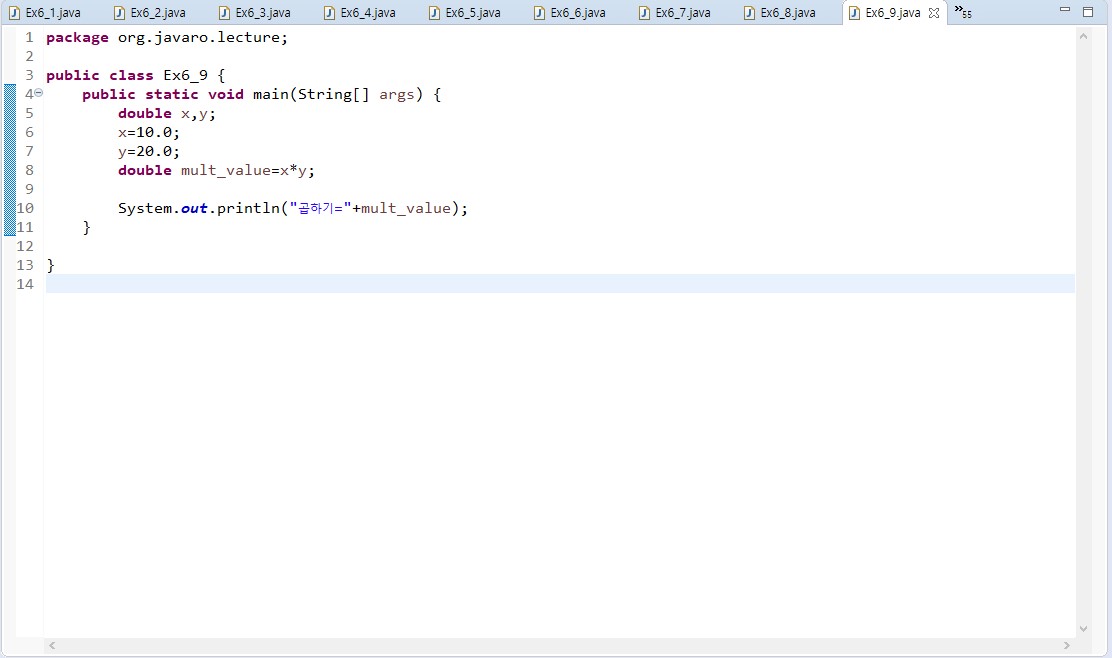 Ex6_1.java Ex6_2.java Ex6_3.java Ex6_4.java Ex6_5.java Ex6_6.java Ex6_7.java Ex6_8.java Ex6_9.java »55
1 package org.javaro.lecture;
2
3 public class Ex6_9 {
4 public static void main(String[] args) {
5 double x,y;
6 x=10.0;
7 y=20.0;
8 double mult_value=x*y;
9
10 System.out.println("곱하기="+mult_value);
11 }
12
13 }
14